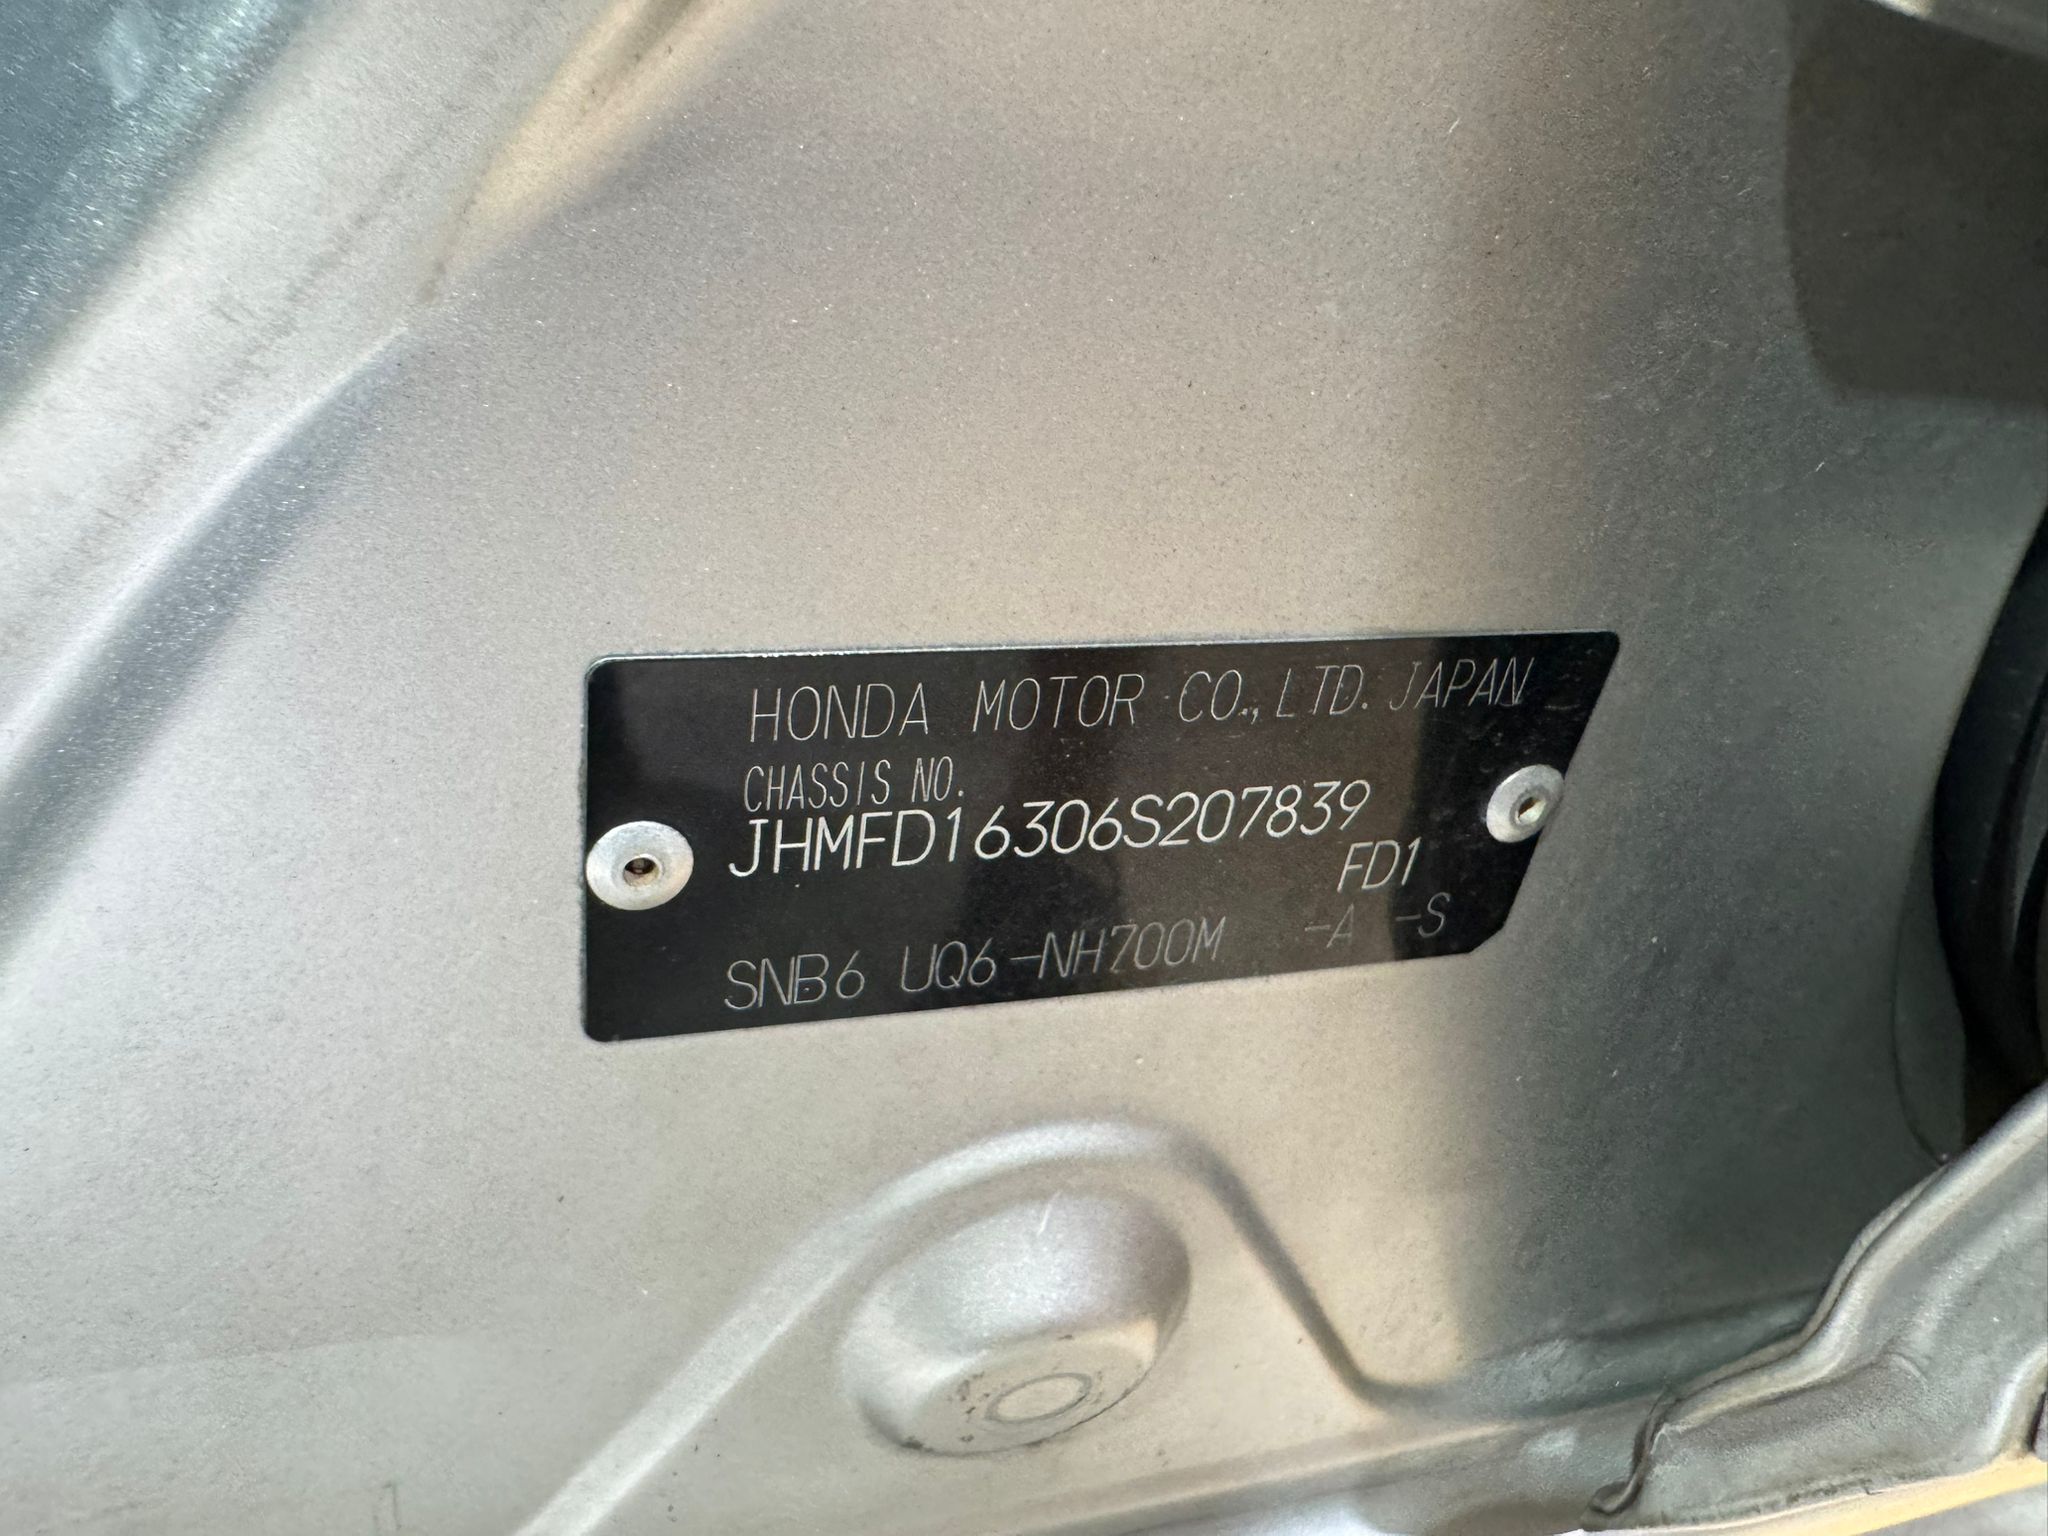 HONDA MOTOR CO.,LTD. JAPAN
CHASSIS NO.
JHMFD16306S207839
FD1
SNB6 UQ6-NH700M -A -S